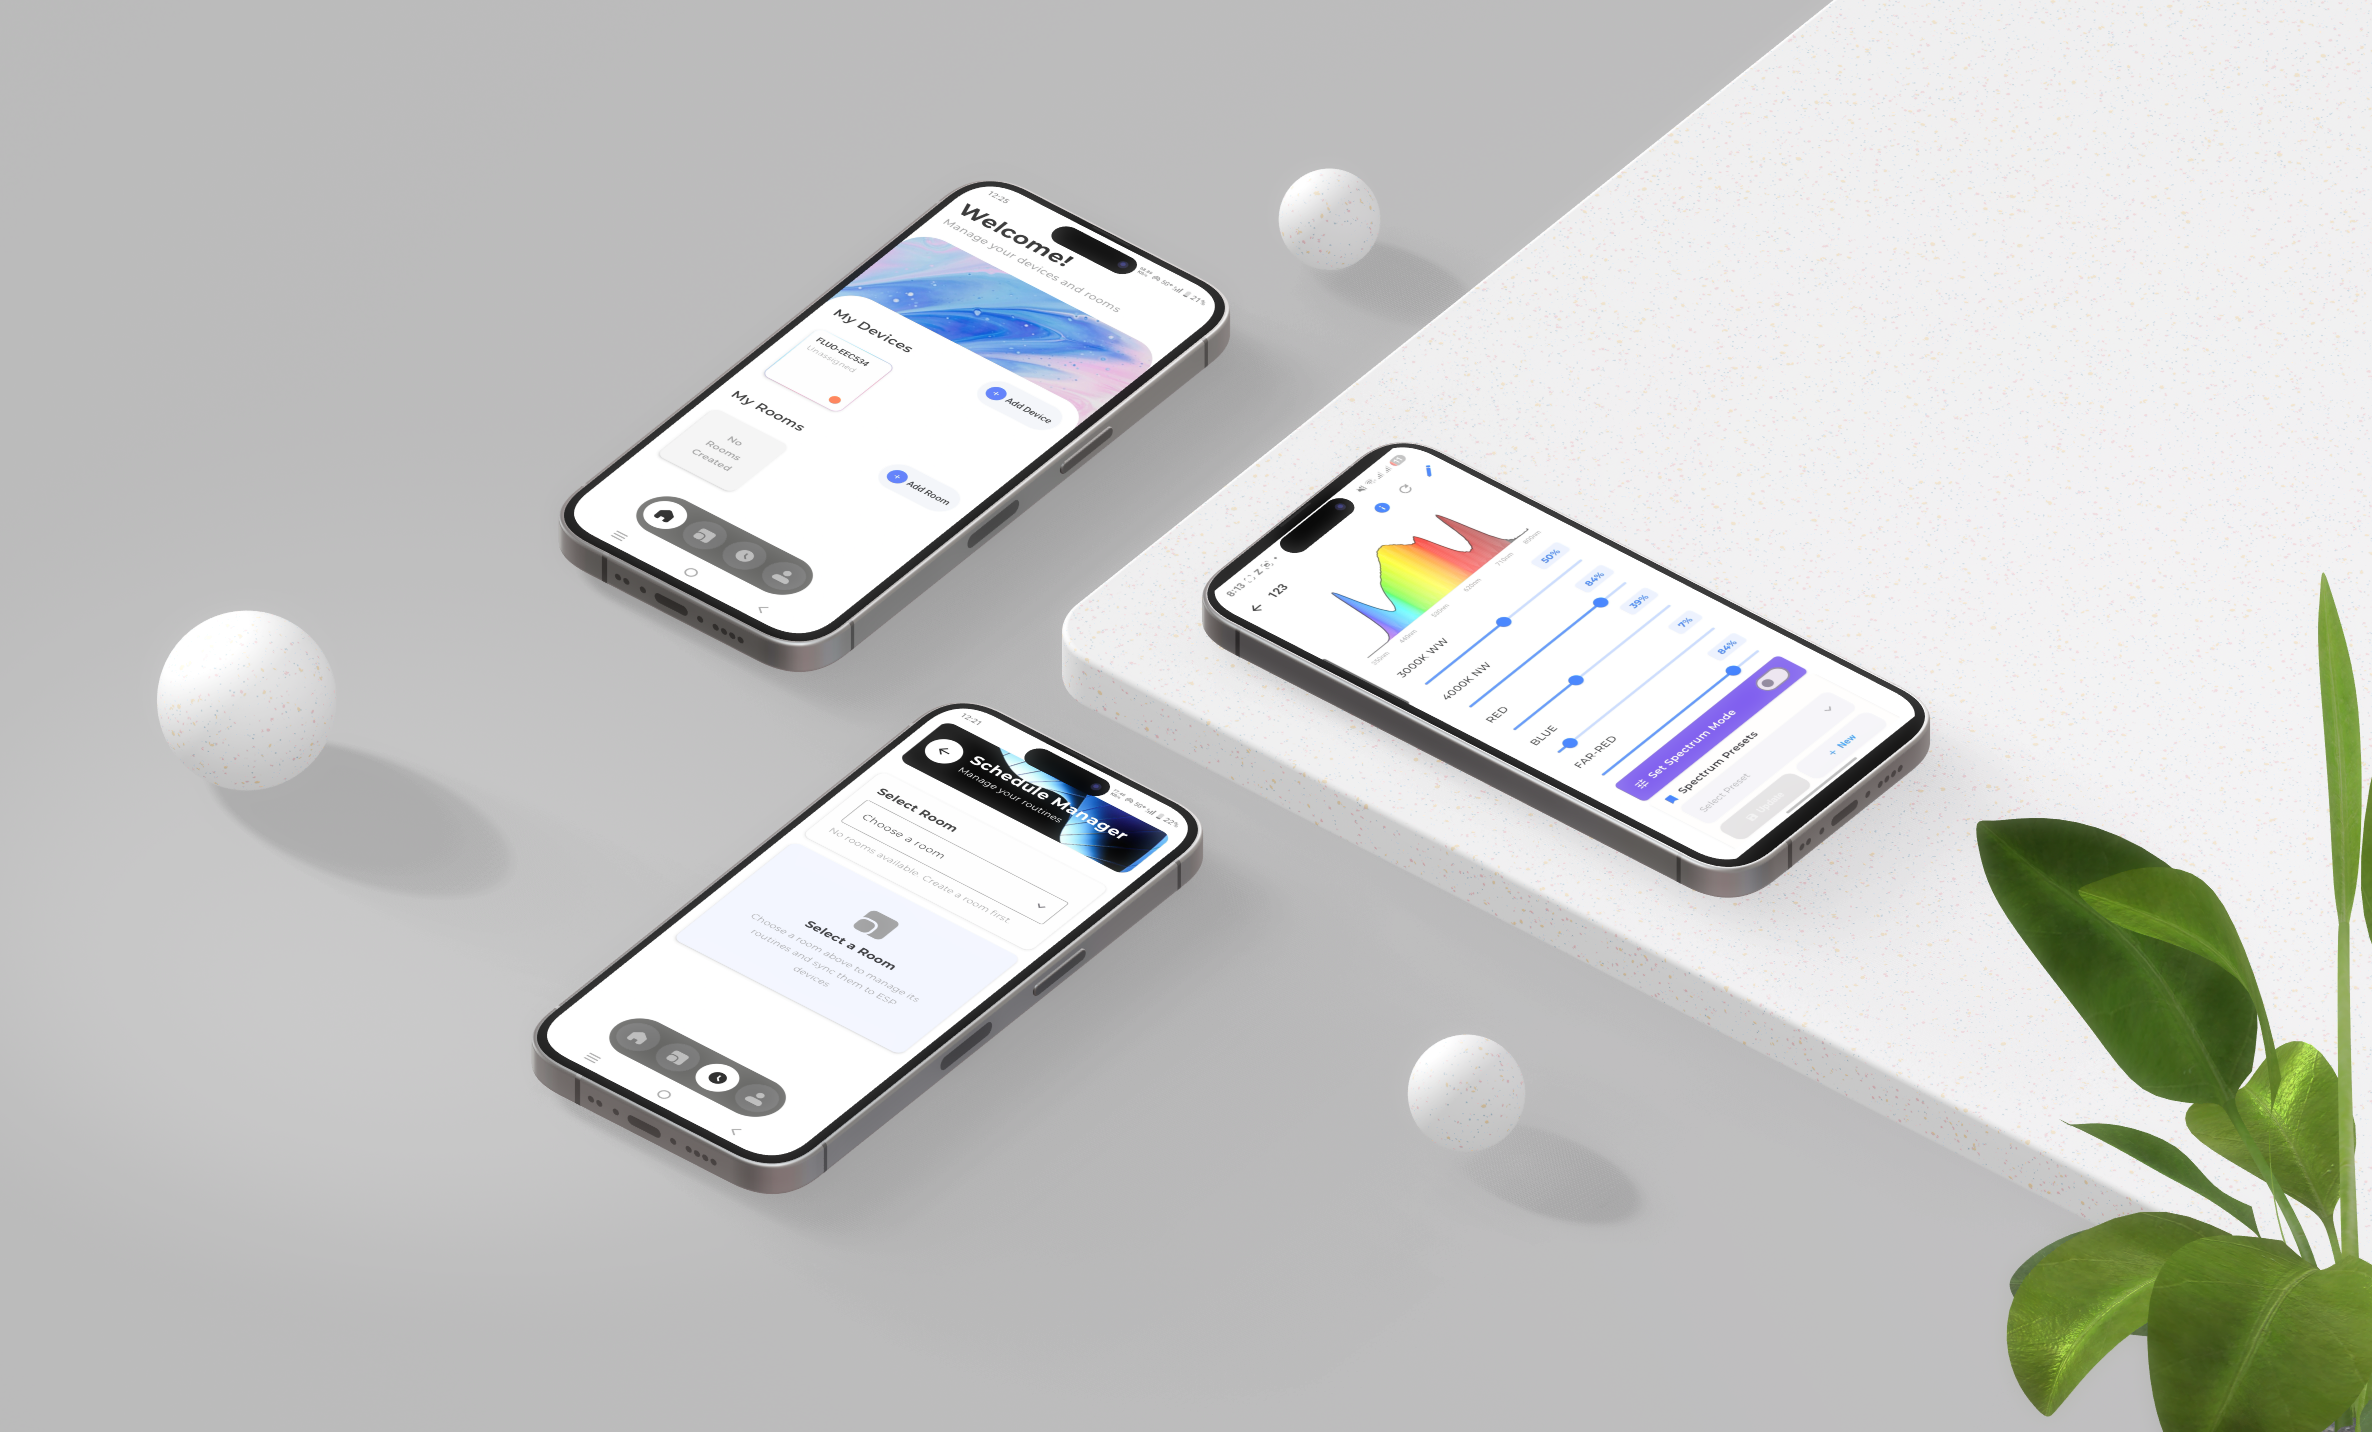 12:25
5G+ 21%
Welcome!
Manage your devices and rooms
My Devices
FLUO-EEC534
Unassigned
Add Device
My Rooms
No
Rooms
Created
Add Room
12:21
5G+ 22%
Schedule Manager
Manage your routines
Select Room
Choose a room
No rooms available. Create a room first.
Select a Room
Choose a room above to manage its
routines and sync them to ESP
devices
8:13
123
3000K WW
50%
4000K NW
84%
RED
39%
BLUE
7%
FAR-RED
84%
Set Spectrum Mode
Spectrum Presets
Select Preset
+ New